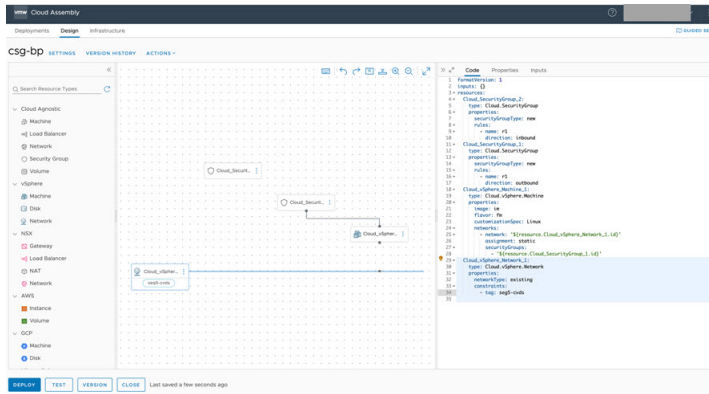 vmw Cloud Assembly
Deployments Design Infrastructure
GUIDED SE
csg-bp SETTINGS VERSION HISTORY ACTIONS
Search Resource Types
Cloud Agnostic
Machine
Load Balancer
Network
Security Group
Volume
vSphere
Machine
Disk
Network
NSX
Gateway
Load Balancer
NAT
Network
AWS
Instance
Volume
GCP
Machine
Disk
Cloud_Securit...
Cloud_Securit...
Cloud_vSpher...
Cloud_vSpher...
seg5-cvds
Code Properties Inputs
1 formatVersion: 1
2 inputs: {}
3 resources:
4 Cloud_SecurityGroup_2:
5 type: Cloud.SecurityGroup
6 properties:
7 securityGroupType: new
8 rules:
9 - name: r1
10 direction: inbound
11 Cloud_SecurityGroup_1:
12 type: Cloud.SecurityGroup
13 properties:
14 securityGroupType: new
15 rules:
16 - name: r1
17 direction: outbound
18 Cloud_vSphere_Machine_1:
19 type: Cloud.vSphere.Machine
20 properties:
21 image: im
22 flavor: fm
23 customizationSpec: Linux
24 networks:
25 - network: '${resource.Cloud_vSphere_Network_1.id}'
26 assignment: static
27 securityGroups:
28 - '${resource.Cloud_SecurityGroup_1.id}'
29 Cloud_vSphere_Network_1:
30 type: Cloud.vSphere.Network
31 properties:
32 networkType: existing
33 constraints:
34 - tag: seg5-cvds
35
DEPLOY TEST VERSION CLOSE Last saved a few seconds ago